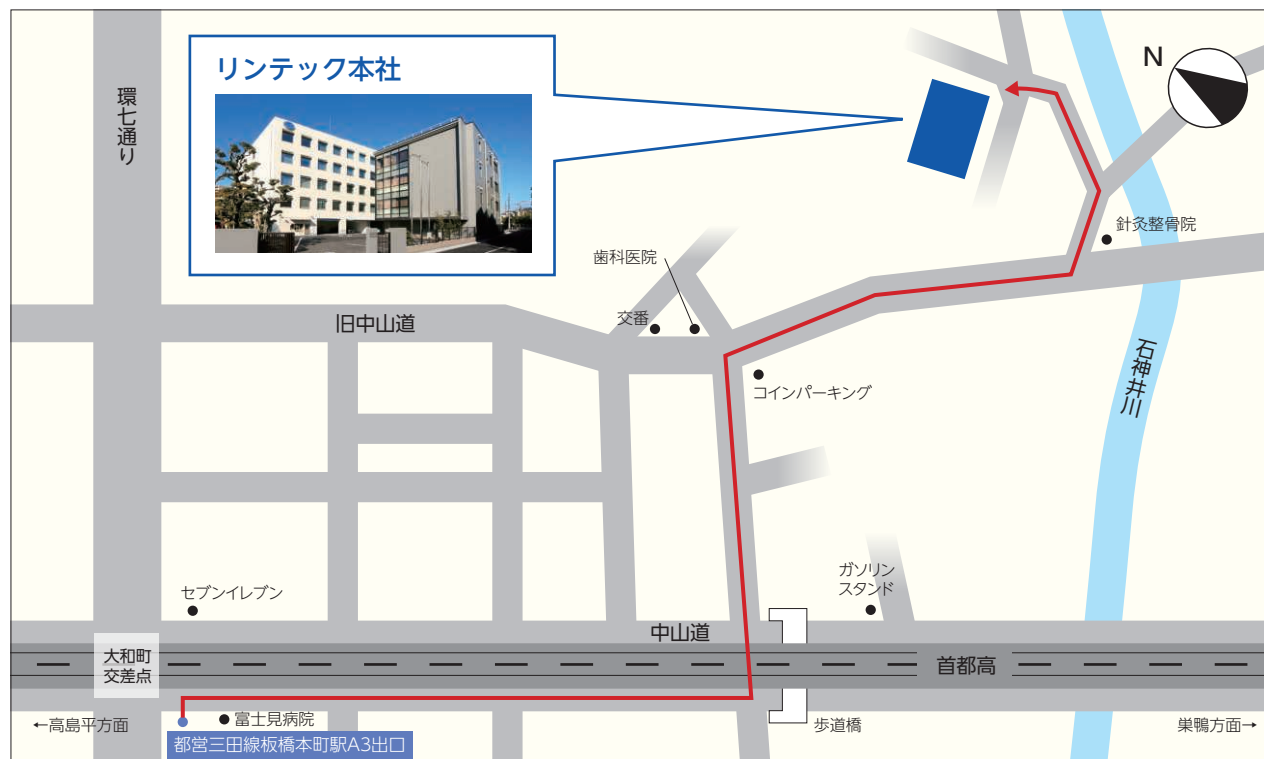 リンテック本社
N
環七通り
針灸整骨院
歯科医院
交番
旧中山道
コインパーキング
石神井川
セブンイレブン
ガソリン
スタンド
中山道
大和町
交差点
首都高
←高島平方面
富士見病院
歩道橋
巣鴨方面→
都営三田線板橋本町駅A3出口